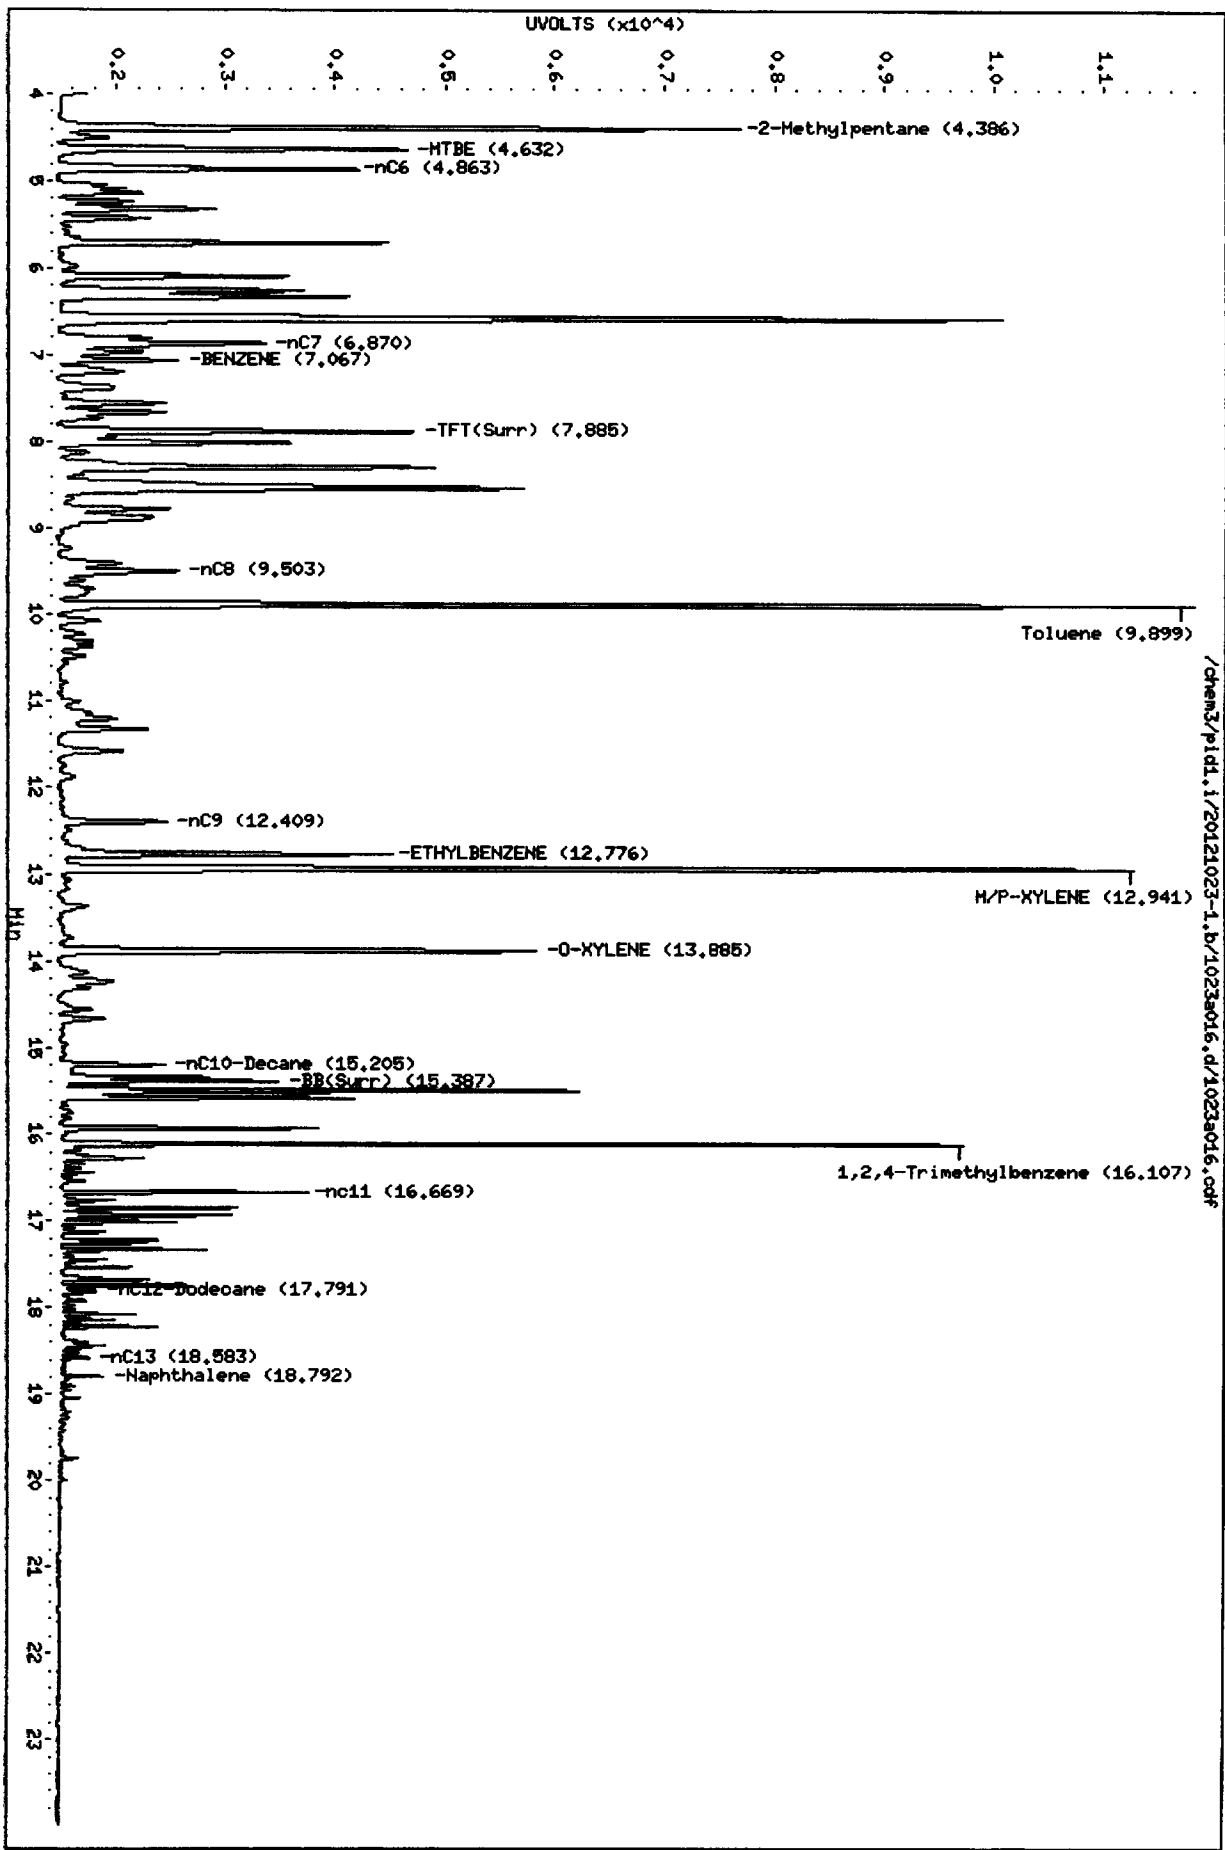 UVOLTS (x10^4)
0.2
0.3
0.4
0.5
0.6
0.7
0.8
0.9
1.0
1.1
4
5
6
7
8
9
10
11
12
13
14
15
16
17
18
19
20
21
22
23
Min
-2-Methylpentane (4.386)
-MTBE (4.632)
-nC6 (4.863)
-nC7 (6.870)
-BENZENE (7.067)
-TFT(Surr) (7.885)
-nC8 (9.503)
Toluene (9.899)
-nC9 (12.409)
-ETHYLBENZENE (12.776)
M/P-XYLENE (12.941)
-O-XYLENE (13.885)
-nC10-Decane (15.205)
-BB(Surr) (15.387)
1,2,4-Trimethylbenzene (16.107)
-nc11 (16.669)
-nC12-Dodecane (17.791)
-nC13 (18.583)
-Naphthalene (18.792)
/chem3/pid1.i/20121023-1.b/1023a016.d/1023a016.cdf